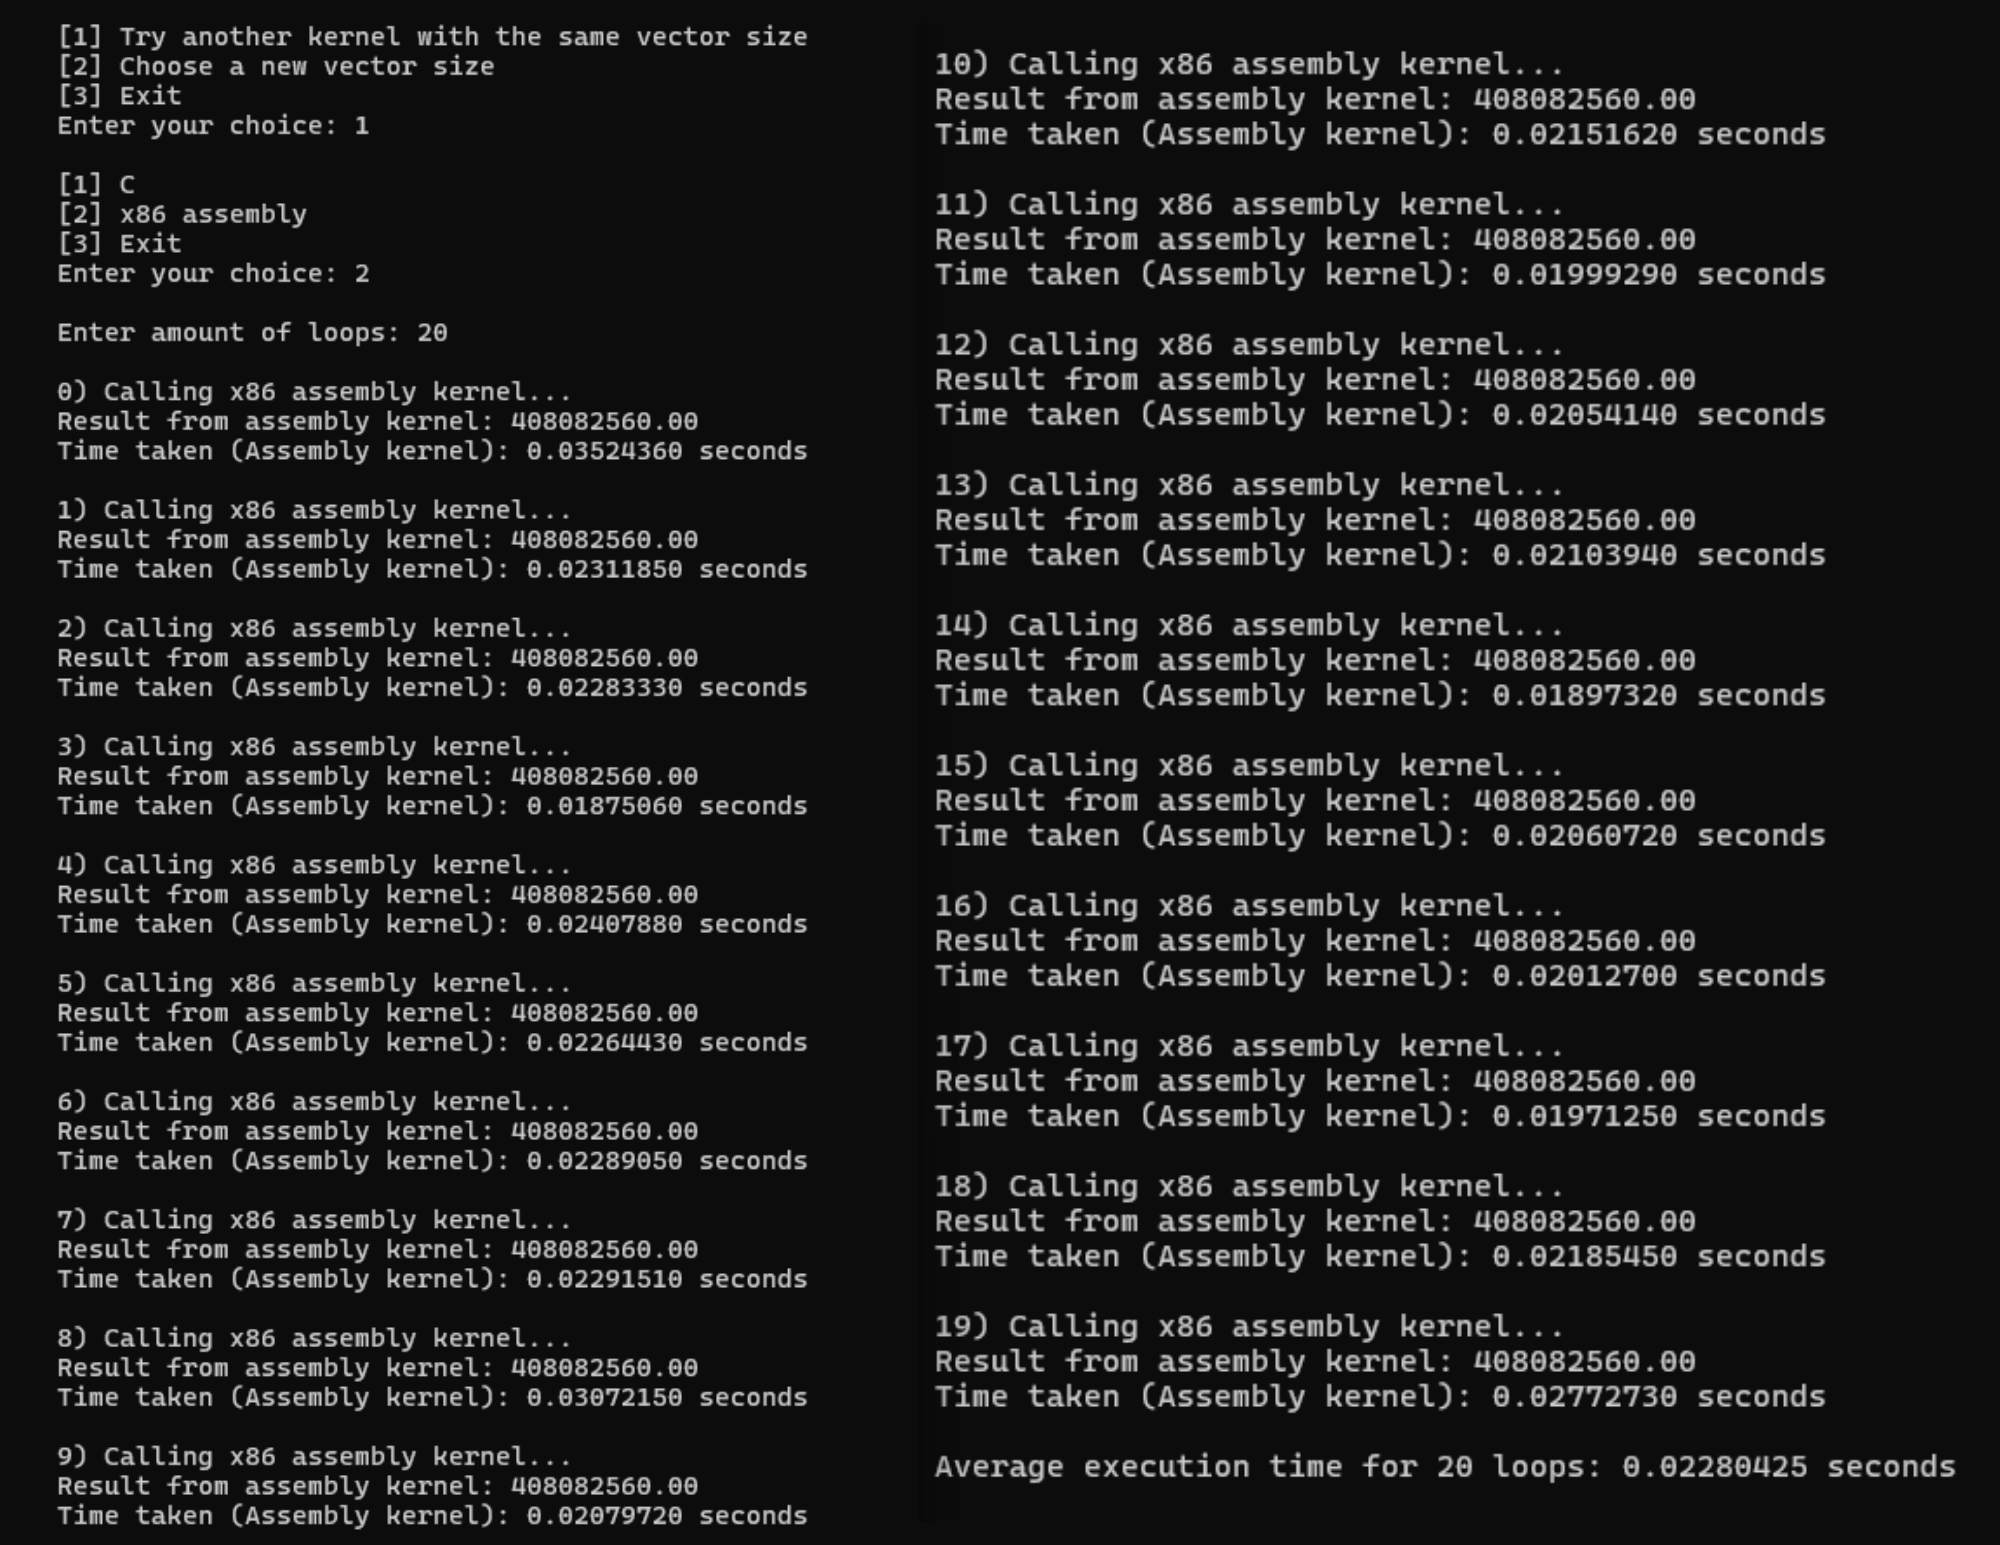 [1] Try another kernel with the same vector size
[2] Choose a new vector size
[3] Exit
Enter your choice: 1
[1] C
[2] x86 assembly
[3] Exit
Enter your choice: 2
Enter amount of loops: 20
0) Calling x86 assembly kernel...
Result from assembly kernel: 408082560.00
Time taken (Assembly kernel): 0.03524360 seconds
1) Calling x86 assembly kernel...
Result from assembly kernel: 408082560.00
Time taken (Assembly kernel): 0.02311850 seconds
2) Calling x86 assembly kernel...
Result from assembly kernel: 408082560.00
Time taken (Assembly kernel): 0.02283330 seconds
3) Calling x86 assembly kernel...
Result from assembly kernel: 408082560.00
Time taken (Assembly kernel): 0.01875060 seconds
4) Calling x86 assembly kernel...
Result from assembly kernel: 408082560.00
Time taken (Assembly kernel): 0.02407880 seconds
5) Calling x86 assembly kernel...
Result from assembly kernel: 408082560.00
Time taken (Assembly kernel): 0.02264430 seconds
6) Calling x86 assembly kernel...
Result from assembly kernel: 408082560.00
Time taken (Assembly kernel): 0.02289050 seconds
7) Calling x86 assembly kernel...
Result from assembly kernel: 408082560.00
Time taken (Assembly kernel): 0.02291510 seconds
8) Calling x86 assembly kernel...
Result from assembly kernel: 408082560.00
Time taken (Assembly kernel): 0.03072150 seconds
9) Calling x86 assembly kernel...
Result from assembly kernel: 408082560.00
Time taken (Assembly kernel): 0.02079720 seconds
10) Calling x86 assembly kernel...
Result from assembly kernel: 408082560.00
Time taken (Assembly kernel): 0.02151620 seconds
11) Calling x86 assembly kernel...
Result from assembly kernel: 408082560.00
Time taken (Assembly kernel): 0.01999290 seconds
12) Calling x86 assembly kernel...
Result from assembly kernel: 408082560.00
Time taken (Assembly kernel): 0.02054140 seconds
13) Calling x86 assembly kernel...
Result from assembly kernel: 408082560.00
Time taken (Assembly kernel): 0.02103940 seconds
14) Calling x86 assembly kernel...
Result from assembly kernel: 408082560.00
Time taken (Assembly kernel): 0.01897320 seconds
15) Calling x86 assembly kernel...
Result from assembly kernel: 408082560.00
Time taken (Assembly kernel): 0.02060720 seconds
16) Calling x86 assembly kernel...
Result from assembly kernel: 408082560.00
Time taken (Assembly kernel): 0.02012700 seconds
17) Calling x86 assembly kernel...
Result from assembly kernel: 408082560.00
Time taken (Assembly kernel): 0.01971250 seconds
18) Calling x86 assembly kernel...
Result from assembly kernel: 408082560.00
Time taken (Assembly kernel): 0.02185450 seconds
19) Calling x86 assembly kernel...
Result from assembly kernel: 408082560.00
Time taken (Assembly kernel): 0.02772730 seconds
Average execution time for 20 loops: 0.02280425 seconds